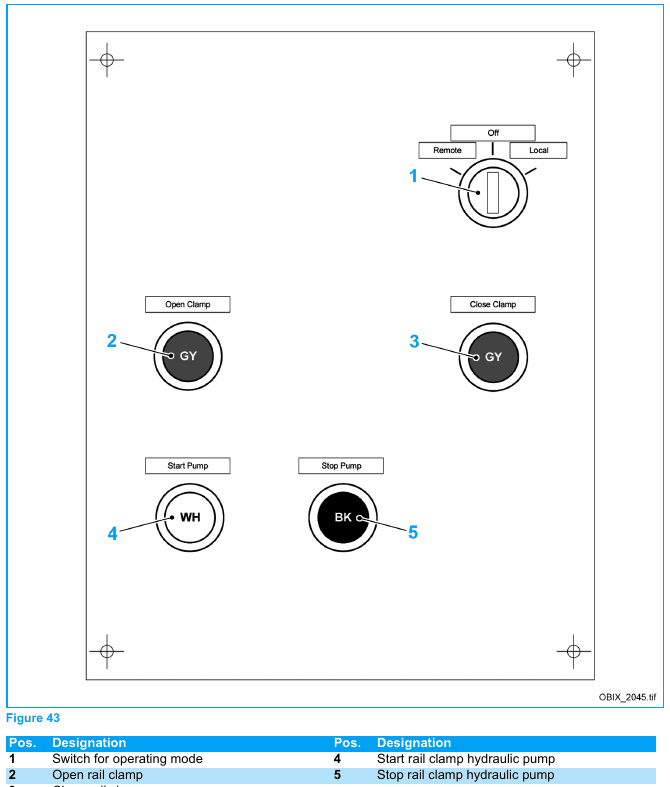 Off
Remote
Local
1
Open Clamp
Close Clamp
2
GY
3
GY
Start Pump
Stop Pump
4
WH
BK
5
OBIX_2045.tif
Figure 43
Pos. Designation Pos. Designation
1 Switch for operating mode 4 Start rail clamp hydraulic pump
2 Open rail clamp 5 Stop rail clamp hydraulic pump